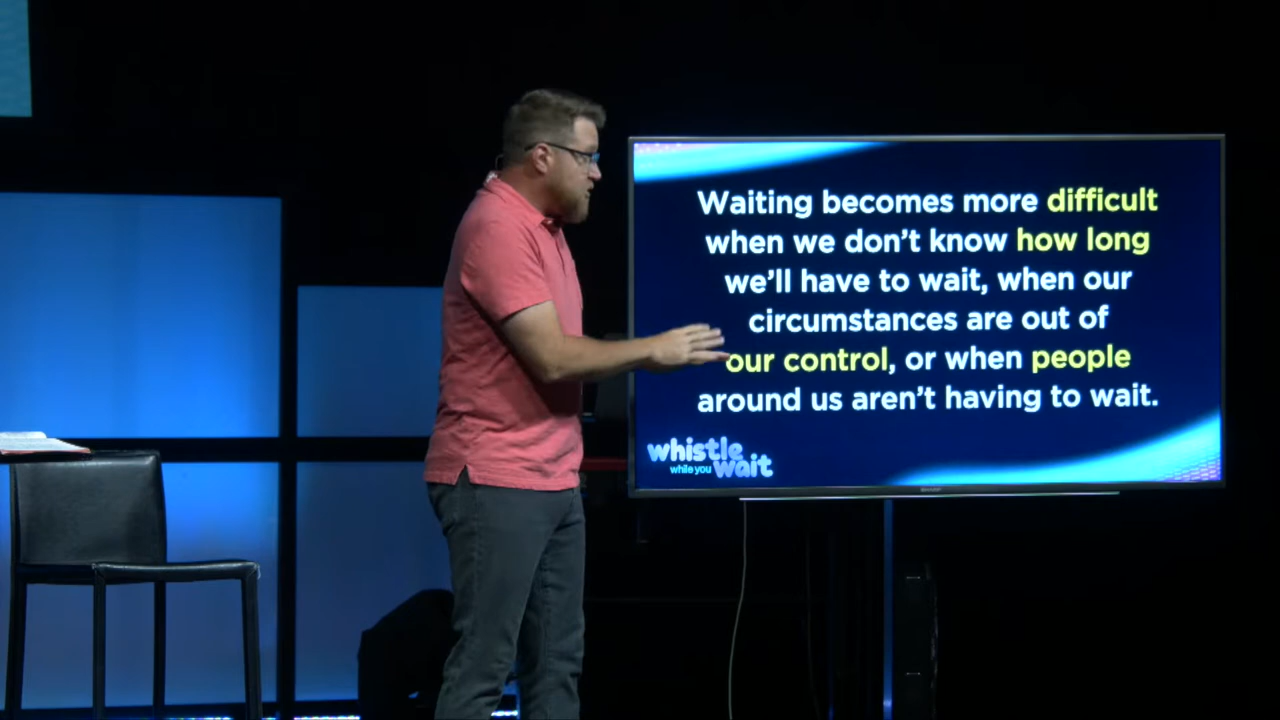 Waiting becomes more difficult
when we don't know how long
we'll have to wait, when our
circumstances are out of
our control, or when people
around us aren't having to wait.
whistle
while you wait